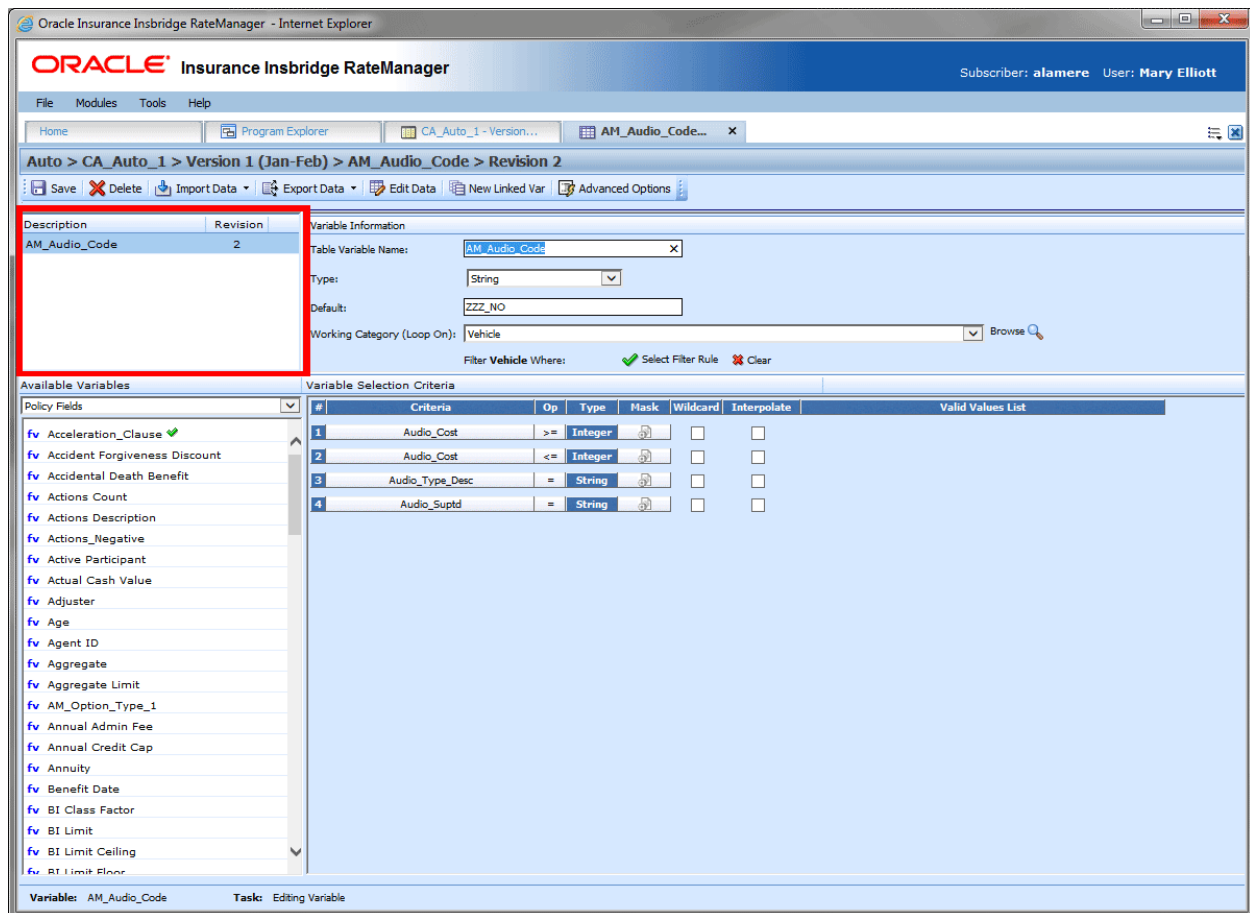 Oracle Insurance Insbridge RateManager - Internet Explorer
ORACLE Insurance Insbridge RateManager
Subscriber: alamere User: Mary Elliott
File Modules Tools Help
Home Program Explorer CA_Auto_1 - Version... AM_Audio_Code... ×
Auto > CA_Auto_1 > Version 1 (Jan-Feb) > AM_Audio_Code > Revision 2
Save Delete Import Data Export Data Edit Data New Linked Var Advanced Options
Description Revision
AM_Audio_Code 2
Variable Information
Table Variable Name: AM_Audio_Code ×
Type: String
Default: ZZZ_NO
Working Category (Loop On): Vehicle Browse
Filter Vehicle Where: Select Filter Rule Clear
Available Variables
Policy Fields
fv Acceleration_Clause
fv Accident Forgiveness Discount
fv Accidental Death Benefit
fv Actions Count
fv Actions Description
fv Actions_Negative
fv Active Participant
fv Actual Cash Value
fv Adjuster
fv Age
fv Agent ID
fv Aggregate
fv Aggregate Limit
fv AM_Option_Type_1
fv Annual Admin Fee
fv Annual Credit Cap
fv Annuity
fv Benefit Date
fv BI Class Factor
fv BI Limit
fv BI Limit Ceiling
fv BI Limit Floor
Variable Selection Criteria
# Criteria Op Type Mask Wildcard Interpolate Valid Values List
1 Audio_Cost >= Integer
2 Audio_Cost <= Integer
3 Audio_Type_Desc = String
4 Audio_Suptd = String
Variable: AM_Audio_Code Task: Editing Variable